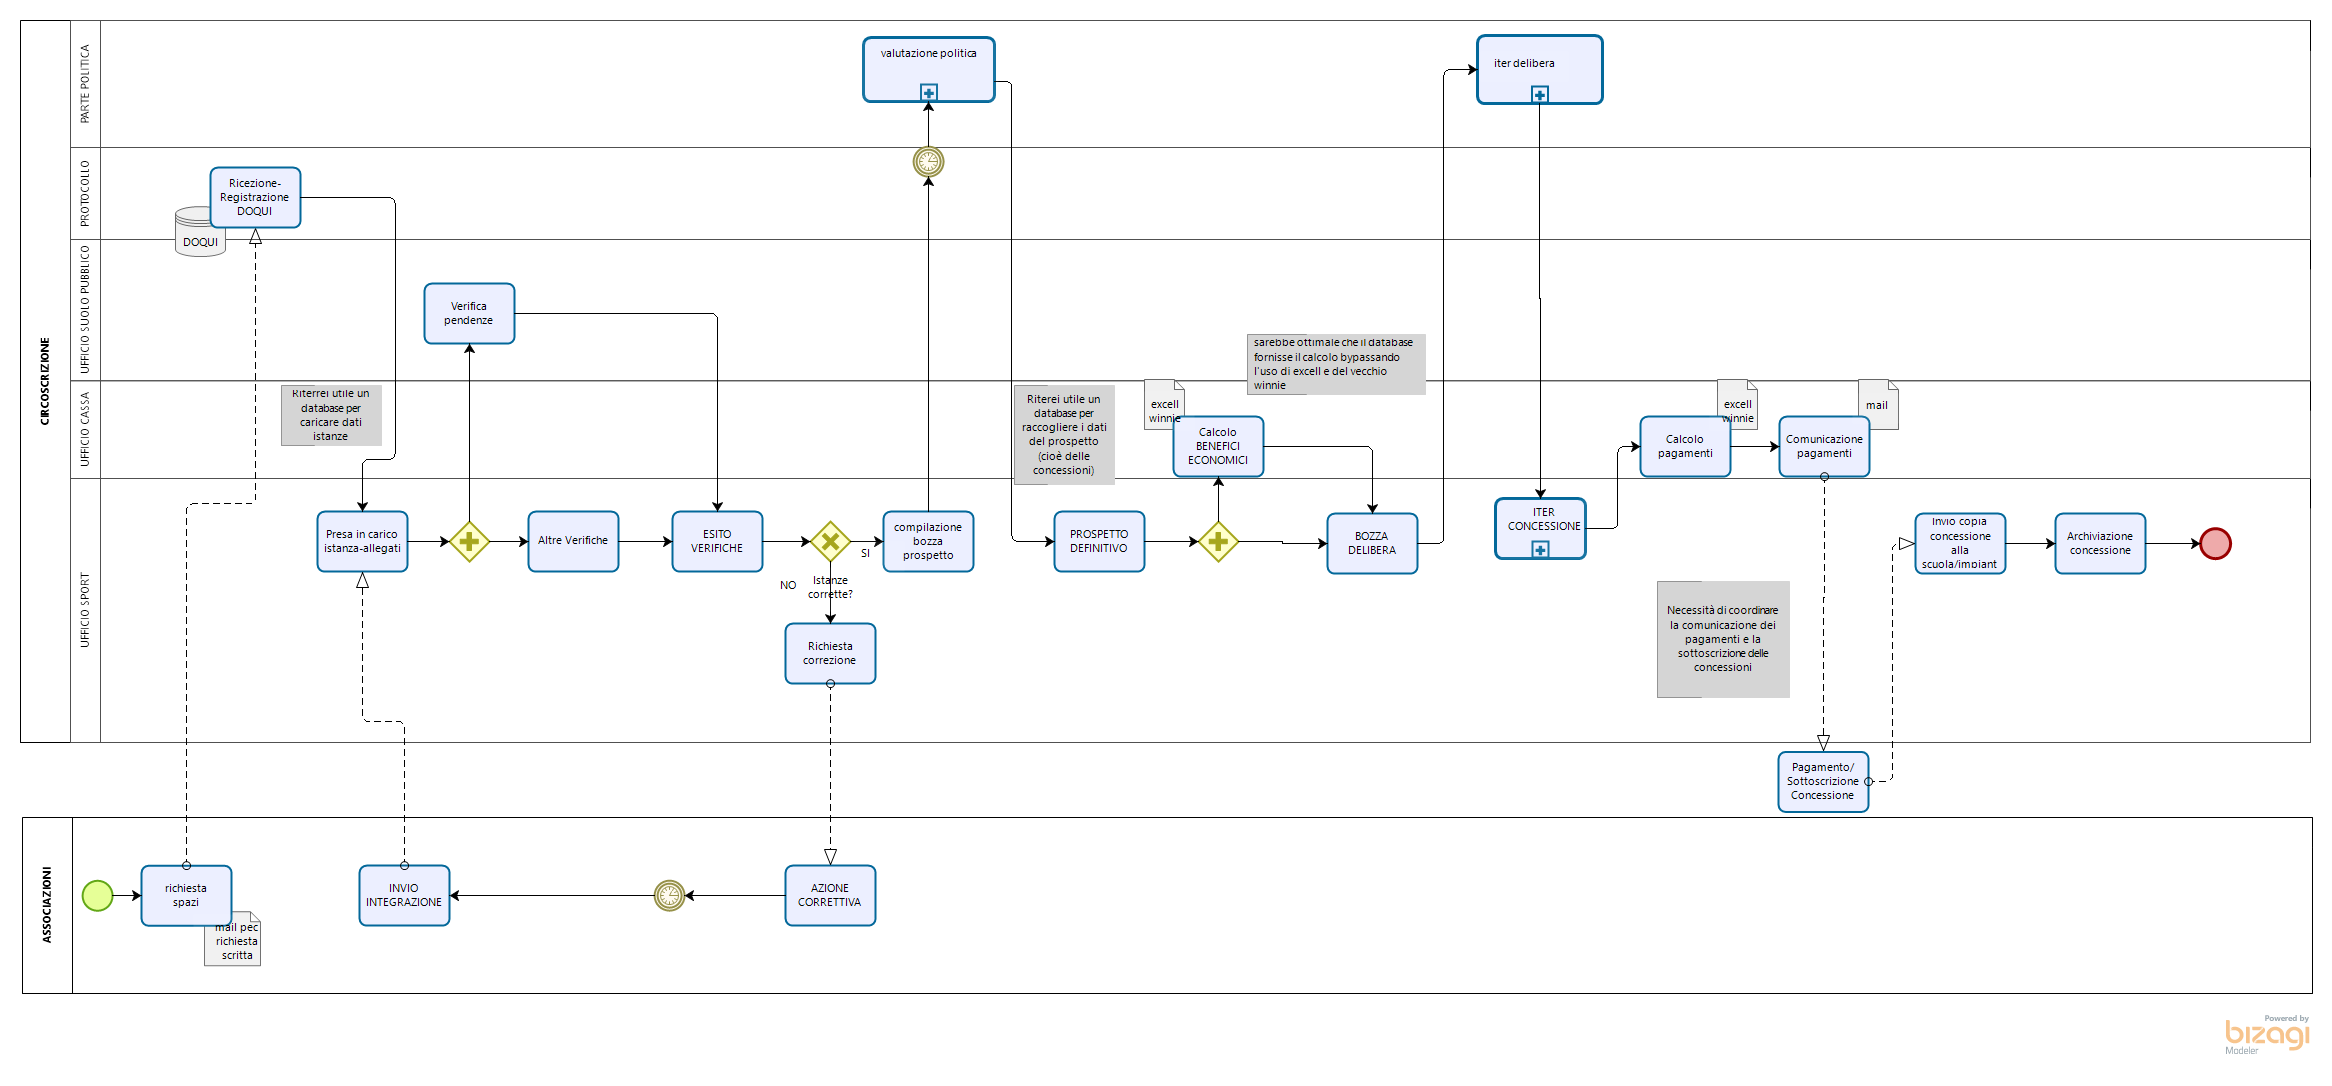 CIRCOSCRIZIONE
PARTE POLITICA
valutazione politica
iter delibera
PROTOCOLLO
Ricezione-
Registrazione
DOQUI
DOQUI
UFFICIO SUOLO PUBBLICO
Verifica
pendenze
sarebbe ottimale che il database
fornisse il calcolo bypassando
l'uso di excell e del vecchio
winnie
UFFICIO CASSA
Riterrei utile un
database per
caricare dati
istanze
Riterei utile un
database per
raccogliere i dati
del prospetto
(cioè delle
concessioni)
excell
winnie
Calcolo
BENEFICI
ECONOMICI
Calcolo
pagamenti
excell
winnie
Comunicazione
pagamenti
mail
UFFICIO SPORT
Presa in carico
istanza-allegati
Altre Verifiche
ESITO
VERIFICHE
SI
NO
Istanze
corrette?
compilazione
bozza
prospetto
Richiesta
correzione
PROSPETTO
DEFINITIVO
BOZZA
DELIBERA
ITER
CONCESSIONE
Necessità di coordinare
la comunicazione dei
pagamenti e la
sottoscrizione delle
concessioni
Invio copia
concessione
alla
scuola/impiant
Archiviazione
concessione
Pagamento/
Sottoscrizione
Concessione
ASSOCIAZIONI
richiesta
spazi
mail pec
richiesta
scritta
INVIO
INTEGRAZIONE
AZIONE
CORRETTIVA
Powered by
bizagi
Modeler